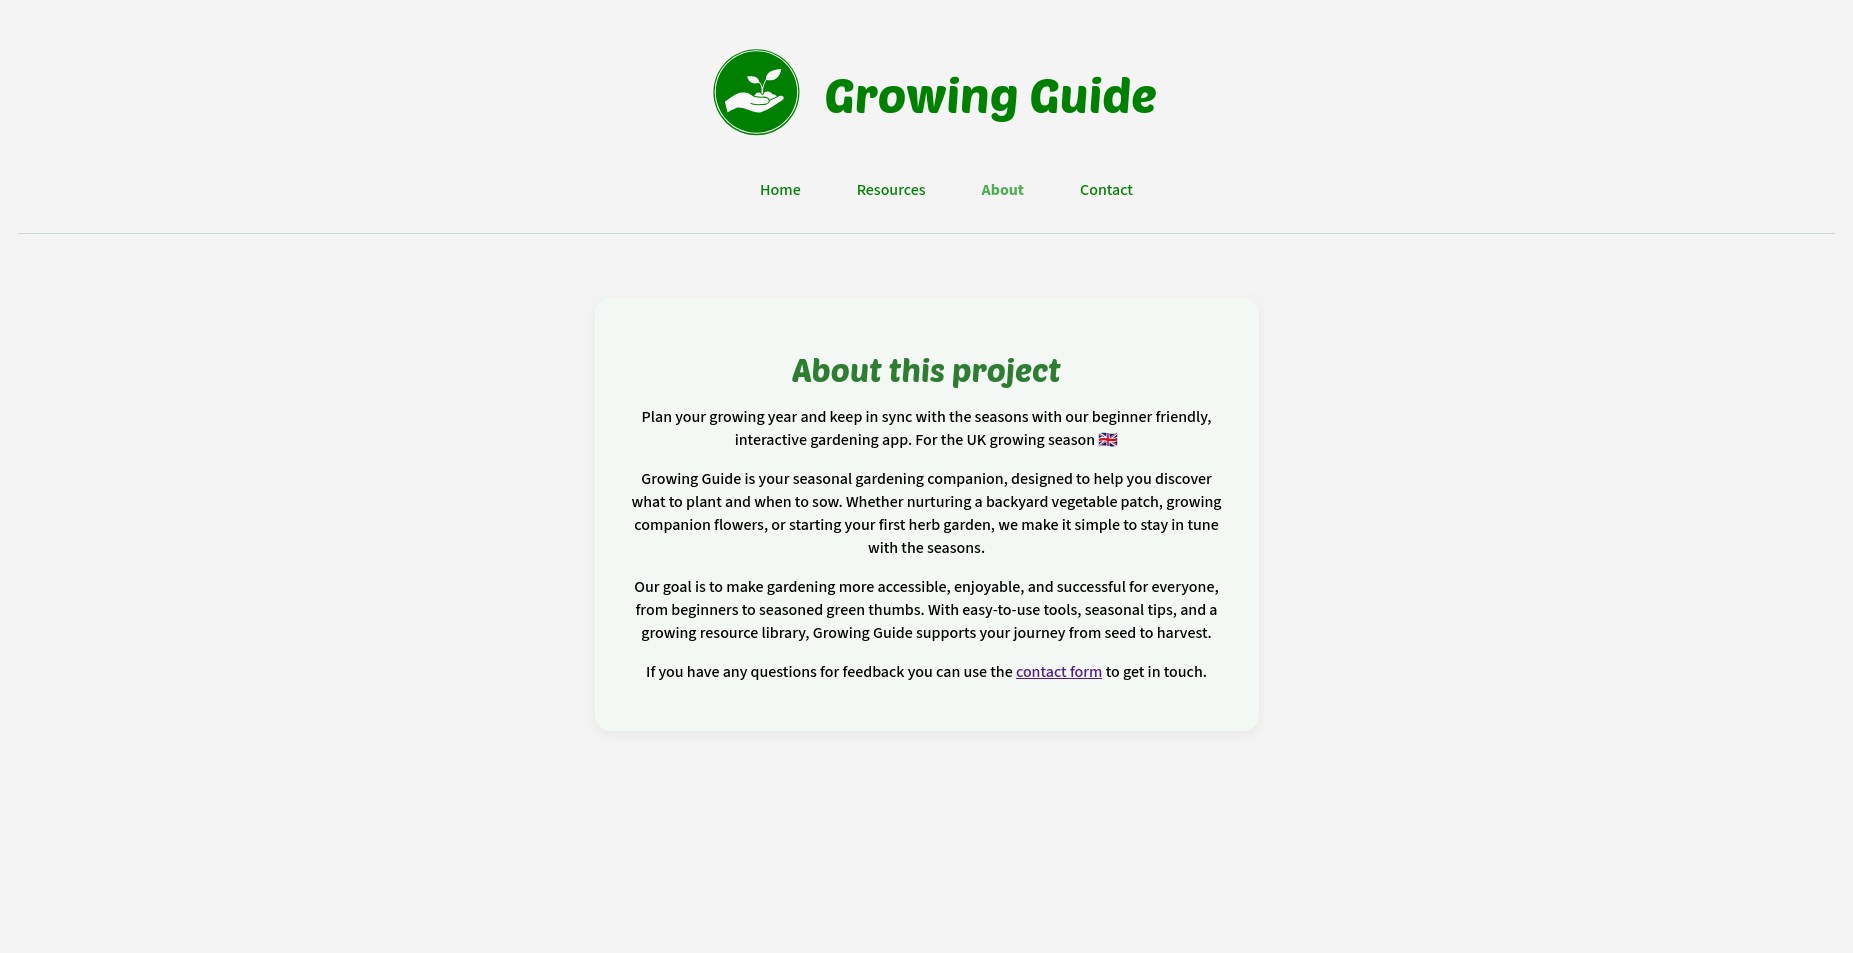 Growing Guide
Home Resources About Contact
About this project
Plan your growing year and keep in sync with the seasons with our beginner friendly,
interactive gardening app. For the UK growing season 🇬🇧
Growing Guide is your seasonal gardening companion, designed to help you discover
what to plant and when to sow. Whether nurturing a backyard vegetable patch, growing
companion flowers, or starting your first herb garden, we make it simple to stay in tune
with the seasons.
Our goal is to make gardening more accessible, enjoyable, and successful for everyone,
from beginners to seasoned green thumbs. With easy-to-use tools, seasonal tips, and a
growing resource library, Growing Guide supports your journey from seed to harvest.
If you have any questions for feedback you can use the contact form to get in touch.